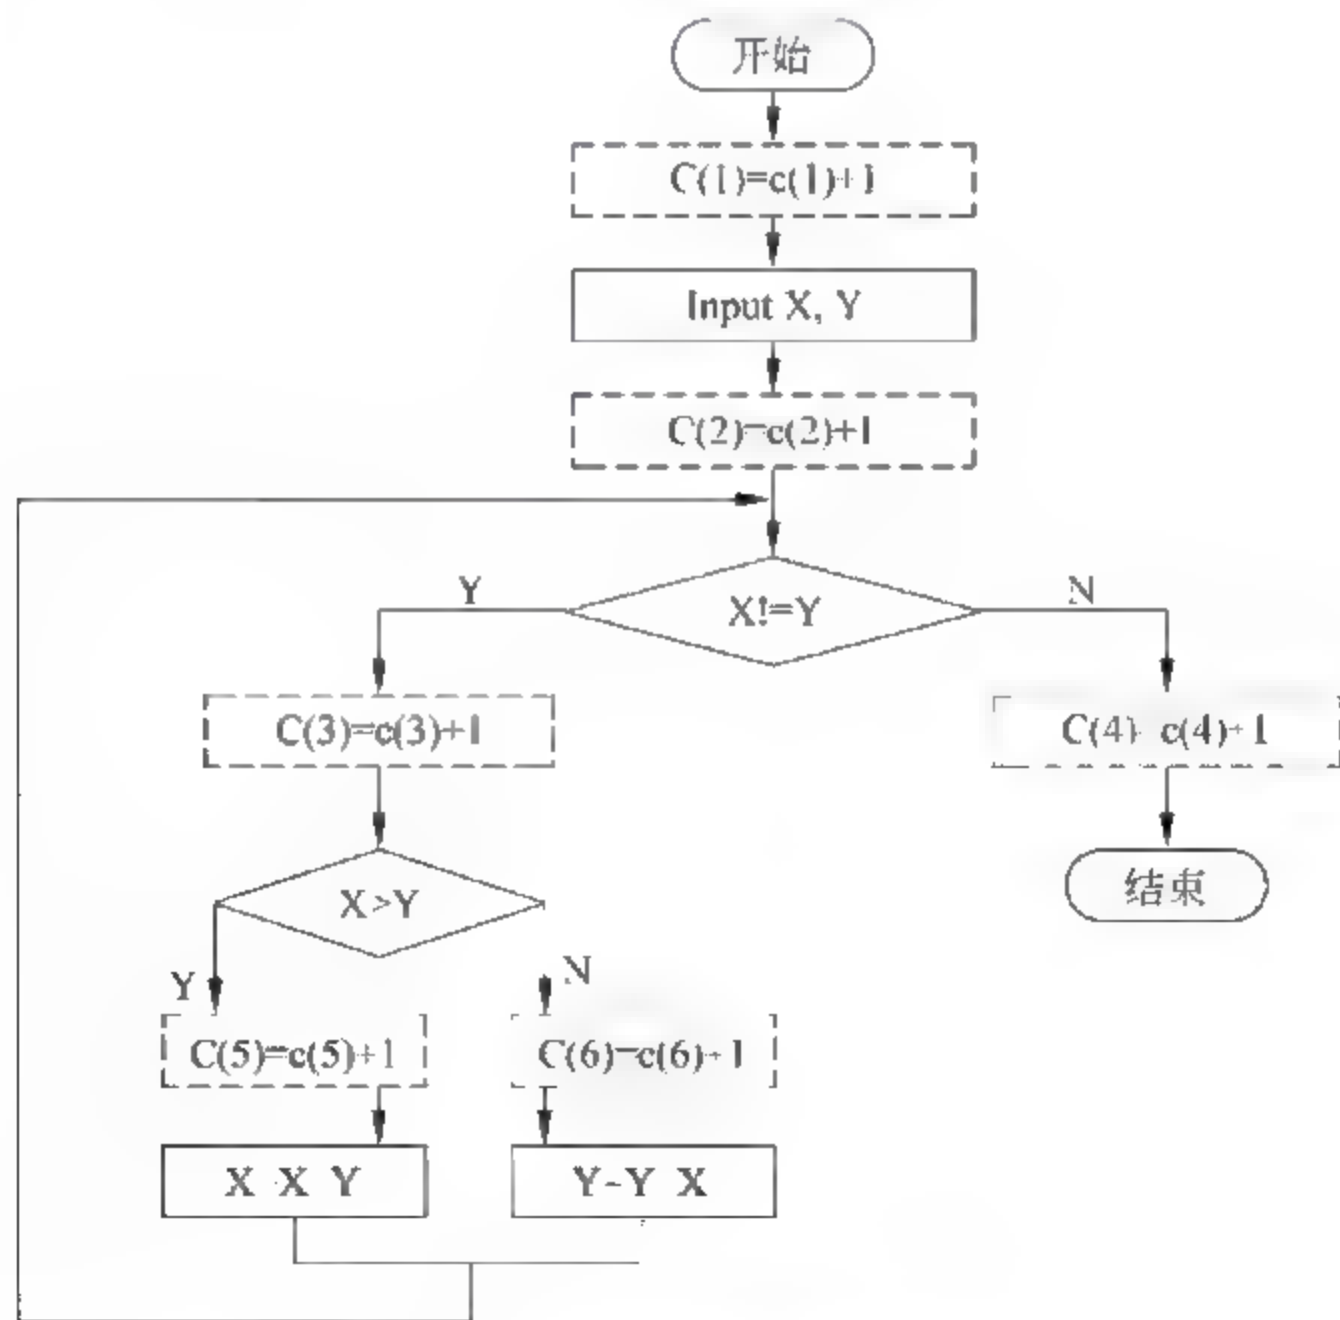 开始
C(1)=c(1)+1
Input X, Y
C(2)=c(2)+1
Y
X!=Y
N
C(3)=c(3)+1
C(4) c(4)+1
X>Y
结束
Y
N
C(5)=c(5)+1
C(6)=c(6)+1
X X Y
Y-Y X